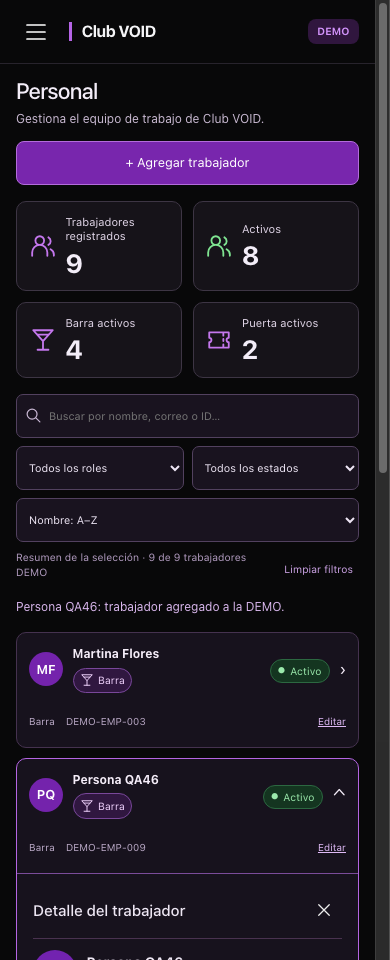 Club VOID
DEMO
Personal
Gestiona el equipo de trabajo de Club VOID.
+ Agregar trabajador
Trabajadores
registrados
9
Activos
8
Barra activos
4
Puerta activos
2
Buscar por nombre, correo o ID...
Todos los roles
Todos los estados
Nombre: A–Z
Resumen de la selección · 9 de 9 trabajadores
DEMO
Limpiar filtros
Persona QA46: trabajador agregado a la DEMO.
MF
Martina Flores
Barra
Activo
Barra DEMO-EMP-003
Editar
PQ
Persona QA46
Barra
Activo
Barra DEMO-EMP-009
Editar
Detalle del trabajador
Persona QA46